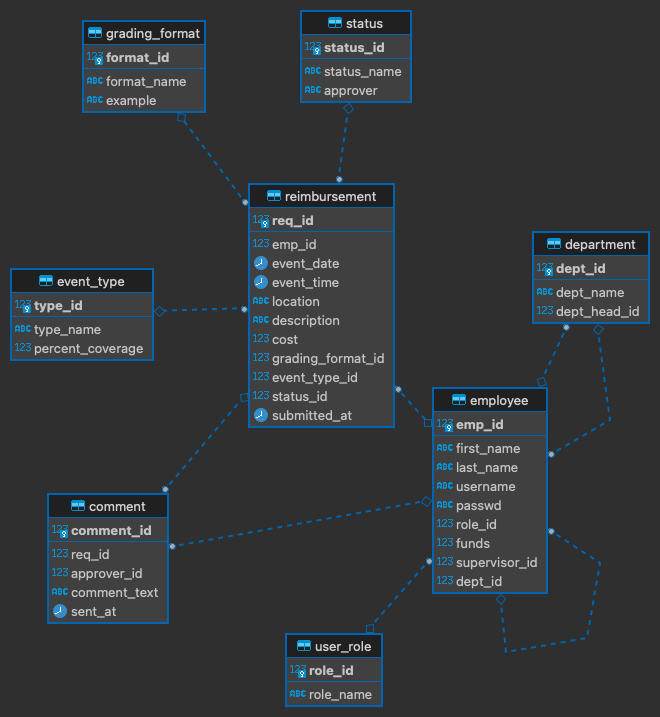 grading_format
123 format_id
ABC format_name
ABC example
status
123 status_id
ABC status_name
ABC approver
reimbursement
123 req_id
123 emp_id
event_date
event_time
ABC location
ABC description
123 cost
123 grading_format_id
123 event_type_id
123 status_id
submitted_at
department
123 dept_id
ABC dept_name
123 dept_head_id
event_type
123 type_id
ABC type_name
123 percent_coverage
employee
123 emp_id
ABC first_name
ABC last_name
ABC username
ABC passwd
123 role_id
123 funds
123 supervisor_id
123 dept_id
comment
123 comment_id
123 req_id
123 approver_id
ABC comment_text
sent_at
user_role
123 role_id
ABC role_name